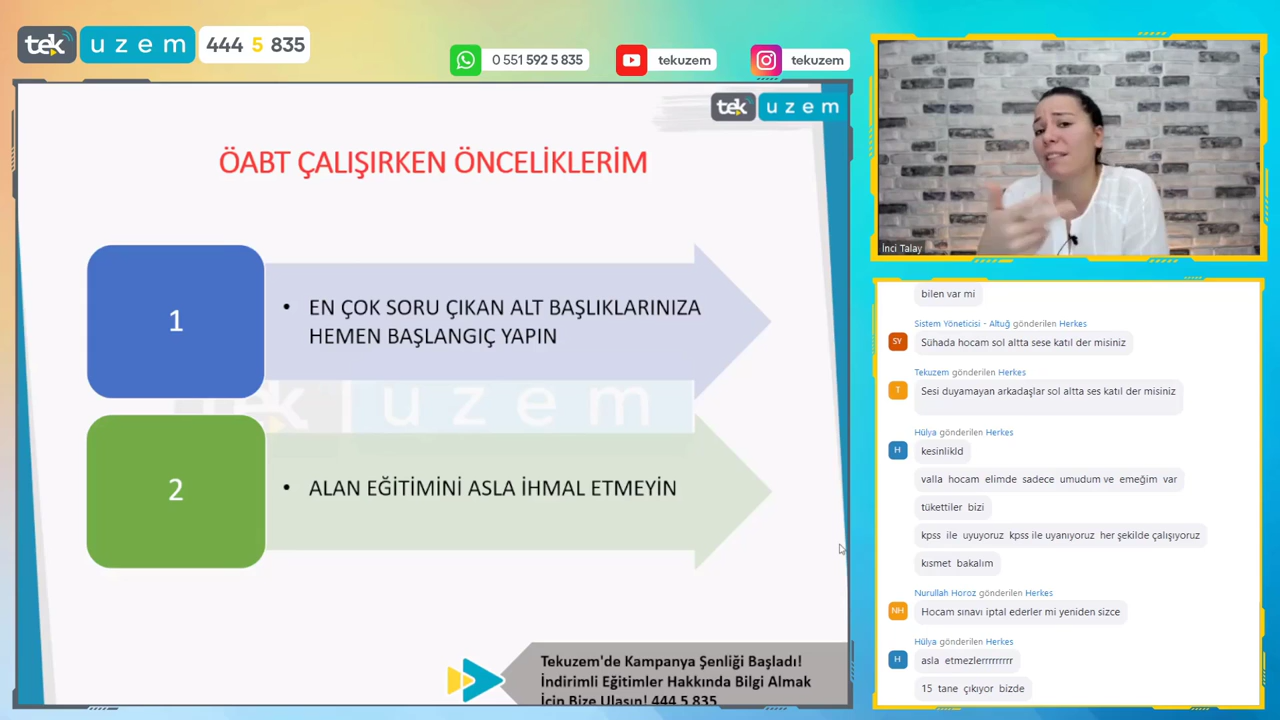 tek uzem 444 5 835
0 551 592 5 835
tekuzem
tekuzem
tek uzem
ÖABT ÇALIŞIRKEN ÖNCELİKLERİM
1
• EN ÇOK SORU ÇIKAN ALT BAŞLIKLARINIZA
HEMEN BAŞLANGIÇ YAPIN
tek uzem
2
• ALAN EĞİTİMİNİ ASLA İHMAL ETMEYİN
Tekuzem'de Kampanya Şenliği Başladı!
İndirimli Eğitimler Hakkında Bilgi Almak
İçin Bize Ulaşın! 444 5 835
İnci Talay
bilen var mi
Sistem Yöneticisi - Altuğ gönderilen Herkes
SY
Sühada hocam sol altta sese katıl der misiniz
Tekuzem gönderilen Herkes
T
Sesi duyamayan arkadaşlar sol altta ses katıl der misiniz
Hülya gönderilen Herkes
H
kesinlikld
valla hocam elimde sadece umudum ve emeğim var
tükettiler bizi
kpss ile uyuyoruz kpss ile uyanıyoruz her şekilde çalışıyoruz
kısmet bakalım
Nurullah Horoz gönderilen Herkes
NH
Hocam sınavı iptal ederler mi yeniden sizce
Hülya gönderilen Herkes
H
asla etmezlerrrrrrrrr
15 tane çıkıyor bizde